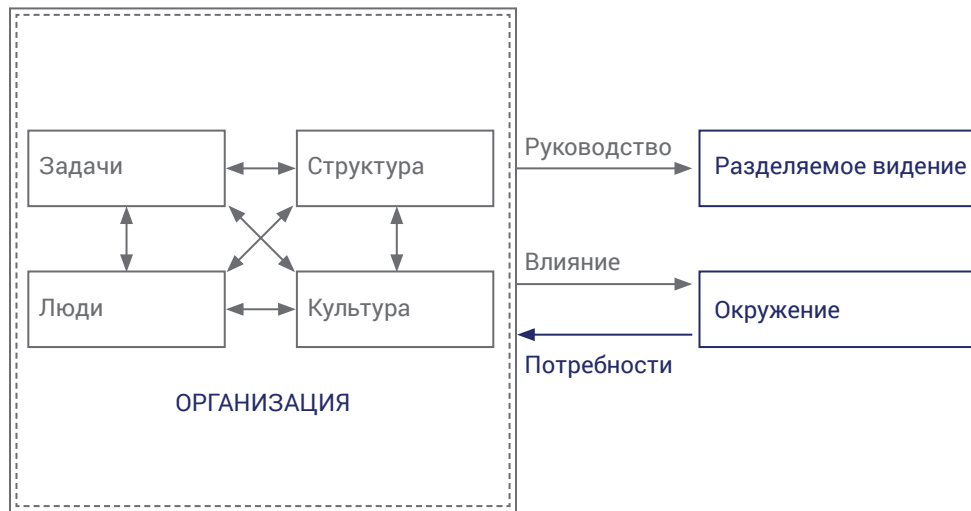 Задачи
Структура
Руководство
Разделяемое видение
Влияние
Люди
Культура
Окружение
Потребности
ОРГАНИЗАЦИЯ